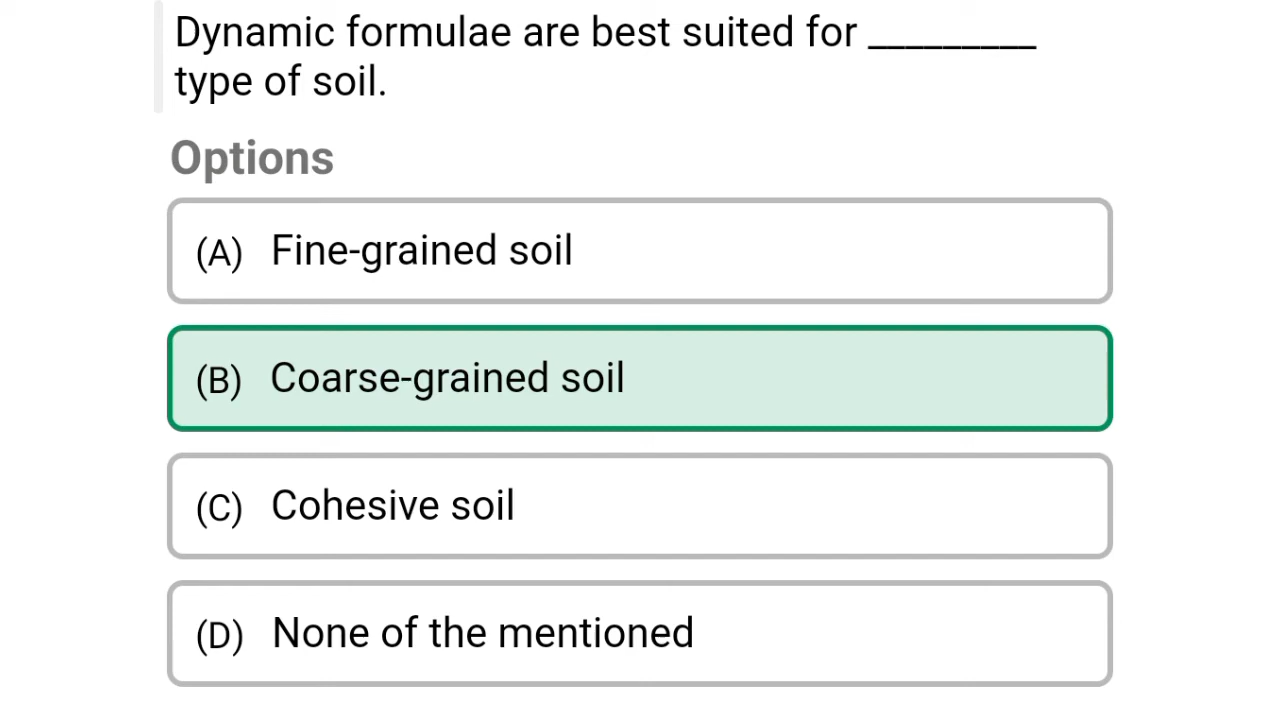 Dynamic formulae are best suited for _________
type of soil.
Options
(A) Fine-grained soil
(B) Coarse-grained soil
(C) Cohesive soil
(D) None of the mentioned